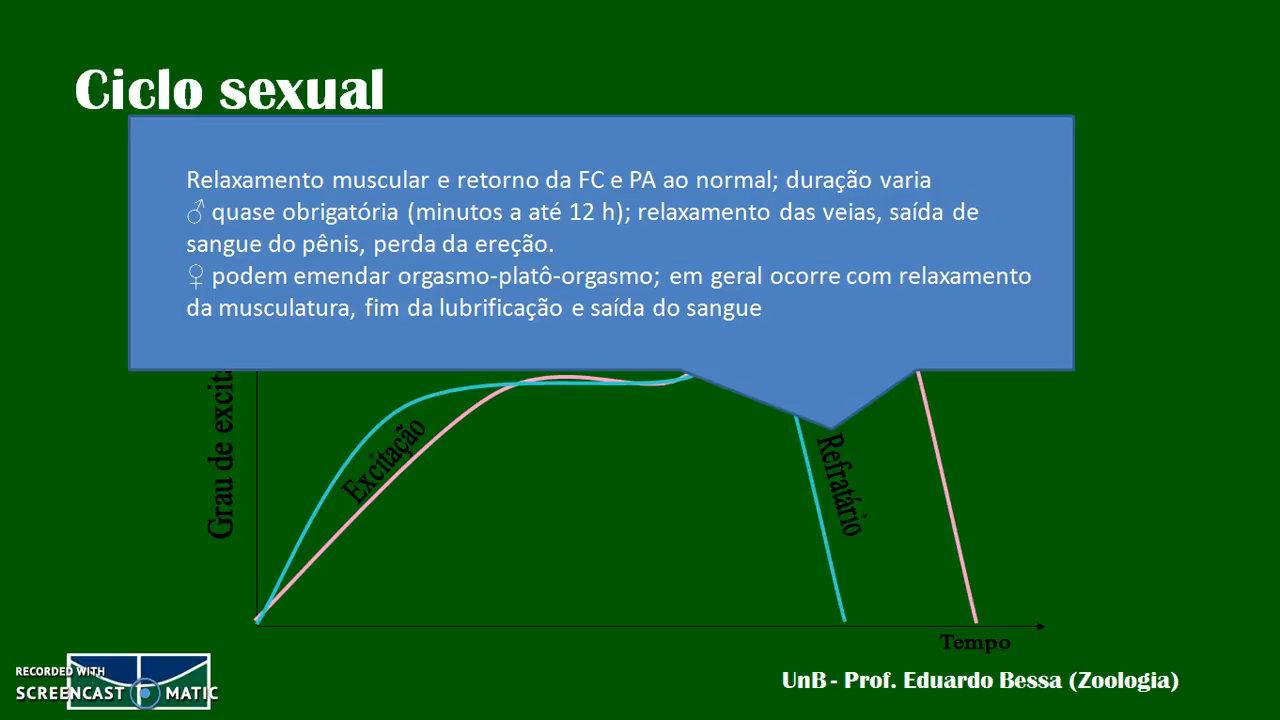 Ciclo sexual
Relaxamento muscular e retorno da FC e PA ao normal; duração varia
♂ quase obrigatória (minutos a até 12 h); relaxamento das veias, saída de
sangue do pênis, perda da ereção.
♀ podem emendar orgasmo-platô-orgasmo; em geral ocorre com relaxamento
da musculatura, fim da lubrificação e saída do sangue
Grau de excita
Excitação
Refratário
Tempo
UnB - Prof. Eduardo Bessa (Zoologia)
RECORDED WITH
SCREENCAST MATIC